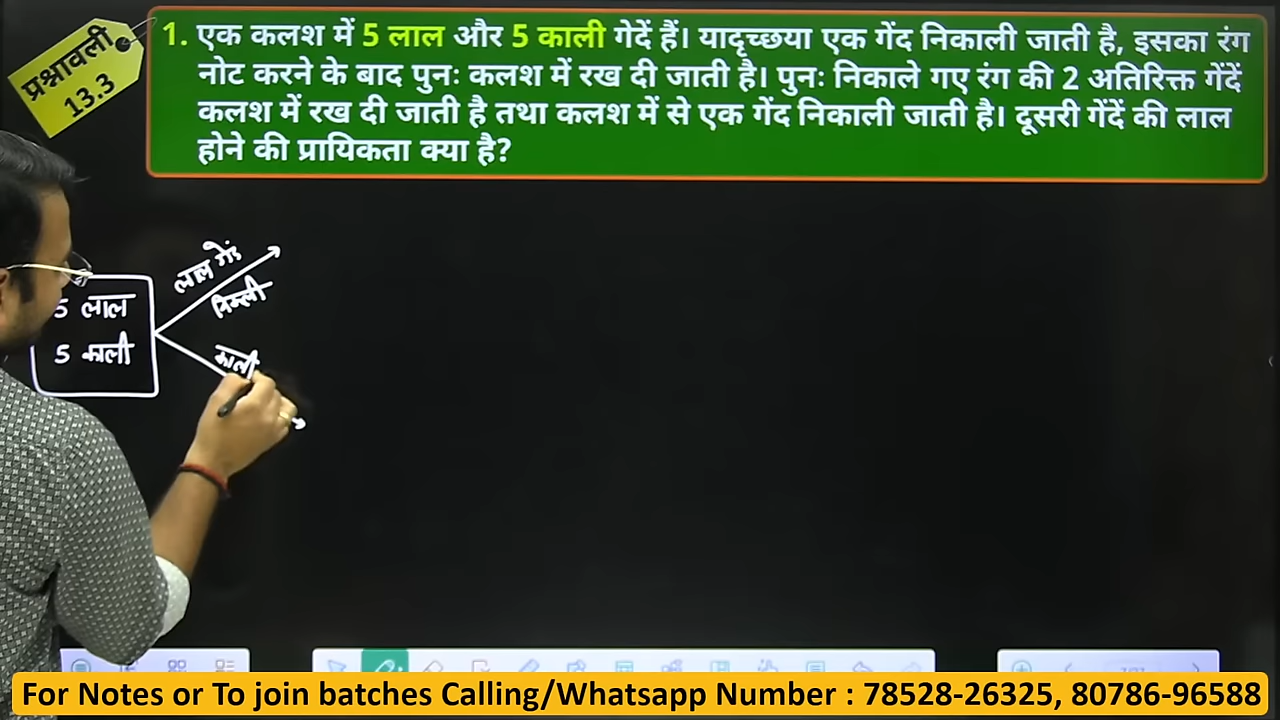 प्रश्नावली
13.3
1. एक कलश में 5 लाल और 5 काली गेदें हैं। यादृच्छया एक गेंद निकाली जाती है, इसका रंग
नोट करने के बाद पुनः कलश में रख दी जाती है। पुनः निकाले गए रंग की 2 अतिरिक्त गेंदें
कलश में रख दी जाती है तथा कलश में से एक गेंद निकाली जाती है। दूसरी गेंदें की लाल
होने की प्रायिकता क्या है?
लाल गेंद
निकली
5 लाल
5 काली
काली
For Notes or To join batches Calling/Whatsapp Number : 78528-26325, 80786-96588